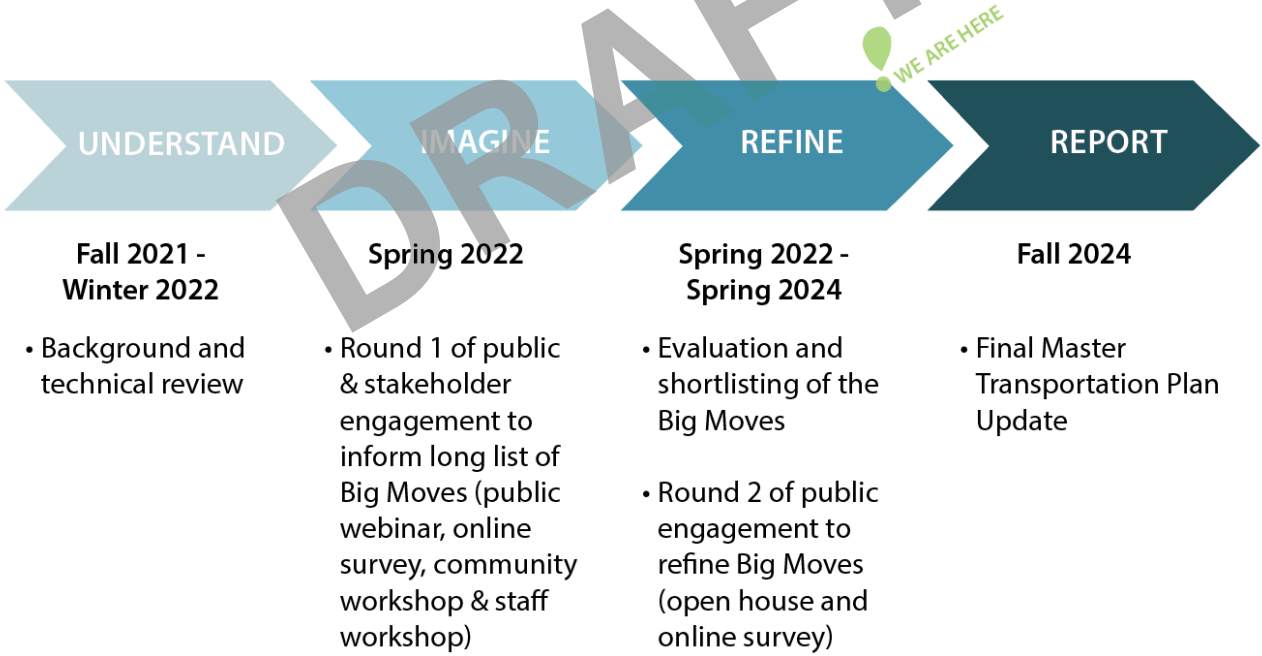 DRAFT
WE ARE HERE
UNDERSTAND
IMAGINE
REFINE
REPORT
Fall 2021 -
Winter 2022
• Background and
technical review
Spring 2022
• Round 1 of public
& stakeholder
engagement to
inform long list of
Big Moves (public
webinar, online
survey, community
workshop & staff
workshop)
Spring 2022 -
Spring 2024
• Evaluation and
shortlisting of the
Big Moves
• Round 2 of public
engagement to
refine Big Moves
(open house and
online survey)
Fall 2024
• Final Master
Transportation Plan
Update